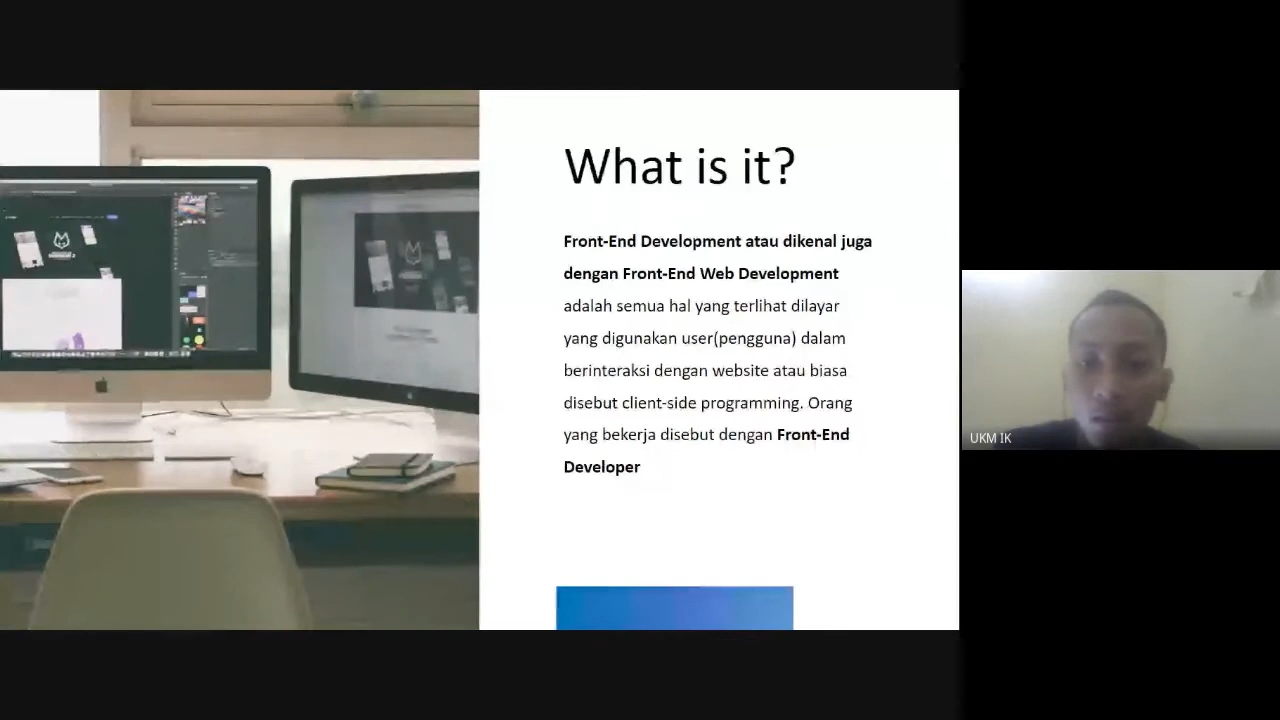 What is it?
Front-End Development atau dikenal juga
dengan Front-End Web Development
adalah semua hal yang terlihat dilayar
yang digunakan user(pengguna) dalam
berinteraksi dengan website atau biasa
disebut client-side programming. Orang
yang bekerja disebut dengan Front-End
Developer
UKM IK